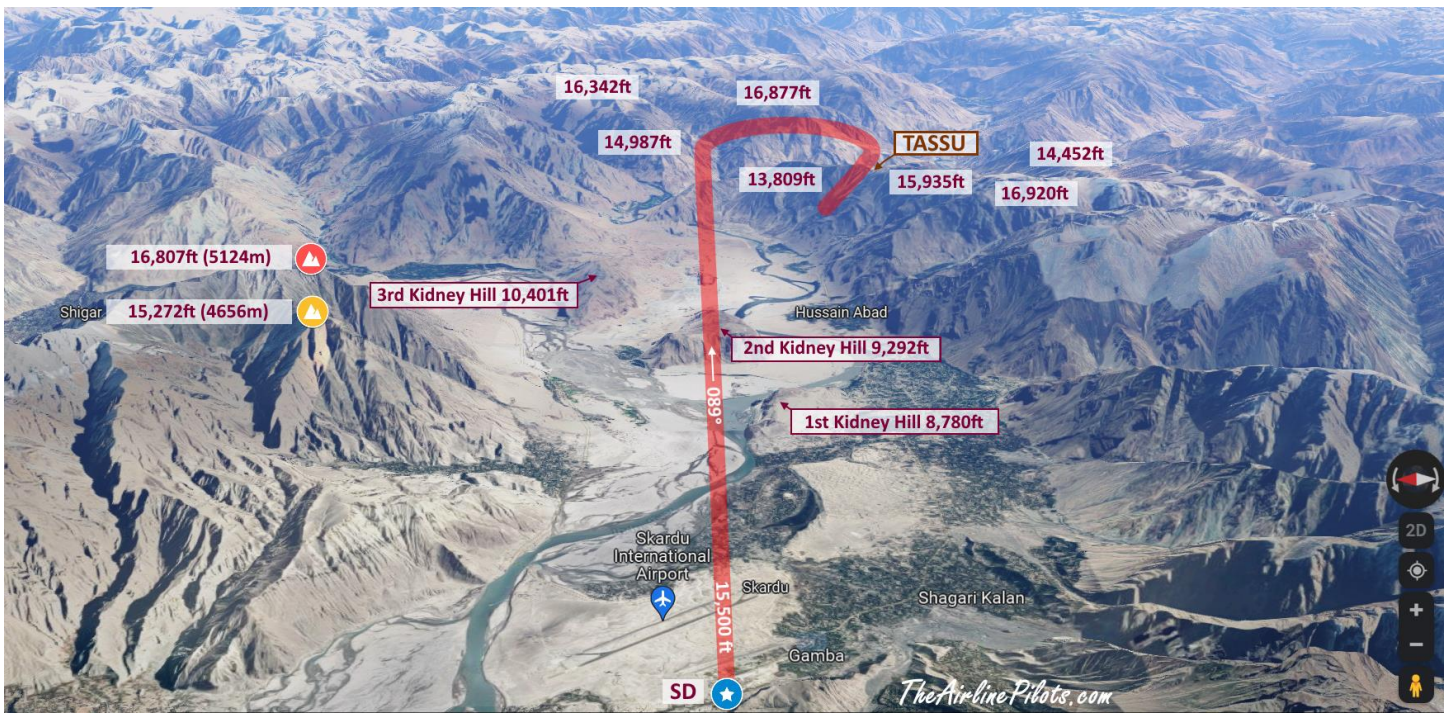 16,342ft
16,877ft
14,987ft
TASSU
14,452ft
13,809ft
15,935ft
16,920ft
16,807ft (5124m)
3rd Kidney Hill 10,401ft
Shigar
15,272ft (4656m)
Hussain Abad
2nd Kidney Hill 9,292ft
089°
1st Kidney Hill 8,780ft
2D
Skardu
International
Airport
Skardu
15,500 ft
Shagari Kalan
Gamba
SD
TheAirlinePilots.com